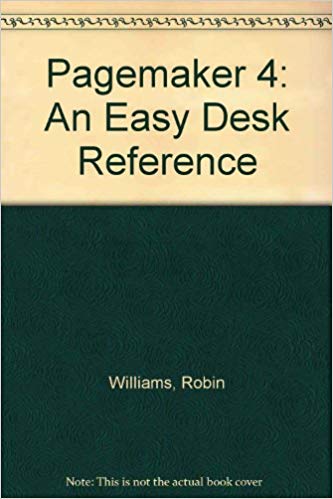 Pagemaker 4:
An Easy Desk
Reference
Williams, Robin
Note: This is not the actual book cover